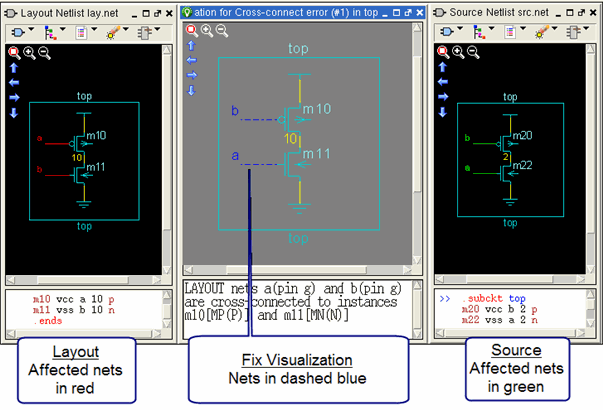 Layout Netlist lay.net
top
a
m10
10
b
m11
top
m10 vcc a 10 p
m11 vss b 10 n
.ends
Layout
Affected nets
in red
ation for Cross-connect error (#1) in top
top
b
m10
10
a
m11
top
LAYOUT nets a(pin g) and b(pin g)
are cross-connected to instances
m10[MP(P)] and m11[MN(N)]
Fix Visualization
Nets in dashed blue
Source Netlist src.net
top
b
m20
2
m22
top
>> .subckt top
m20 vcc b 2 p
m22 vss a 2 n
Source
Affected nets
in green